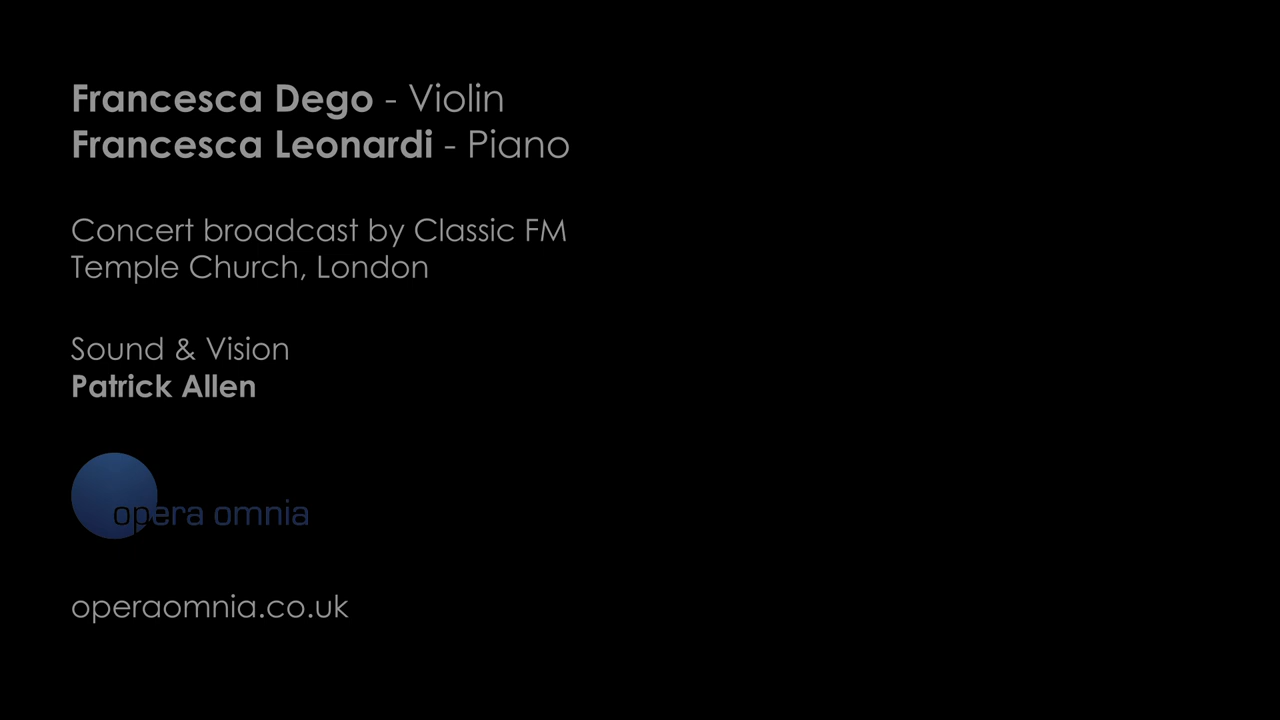 Francesca Dego - Violin
Francesca Leonardi - Piano
Concert broadcast by Classic FM
Temple Church, London
Sound & Vision
Patrick Allen
opera omnia
operaomnia.co.uk